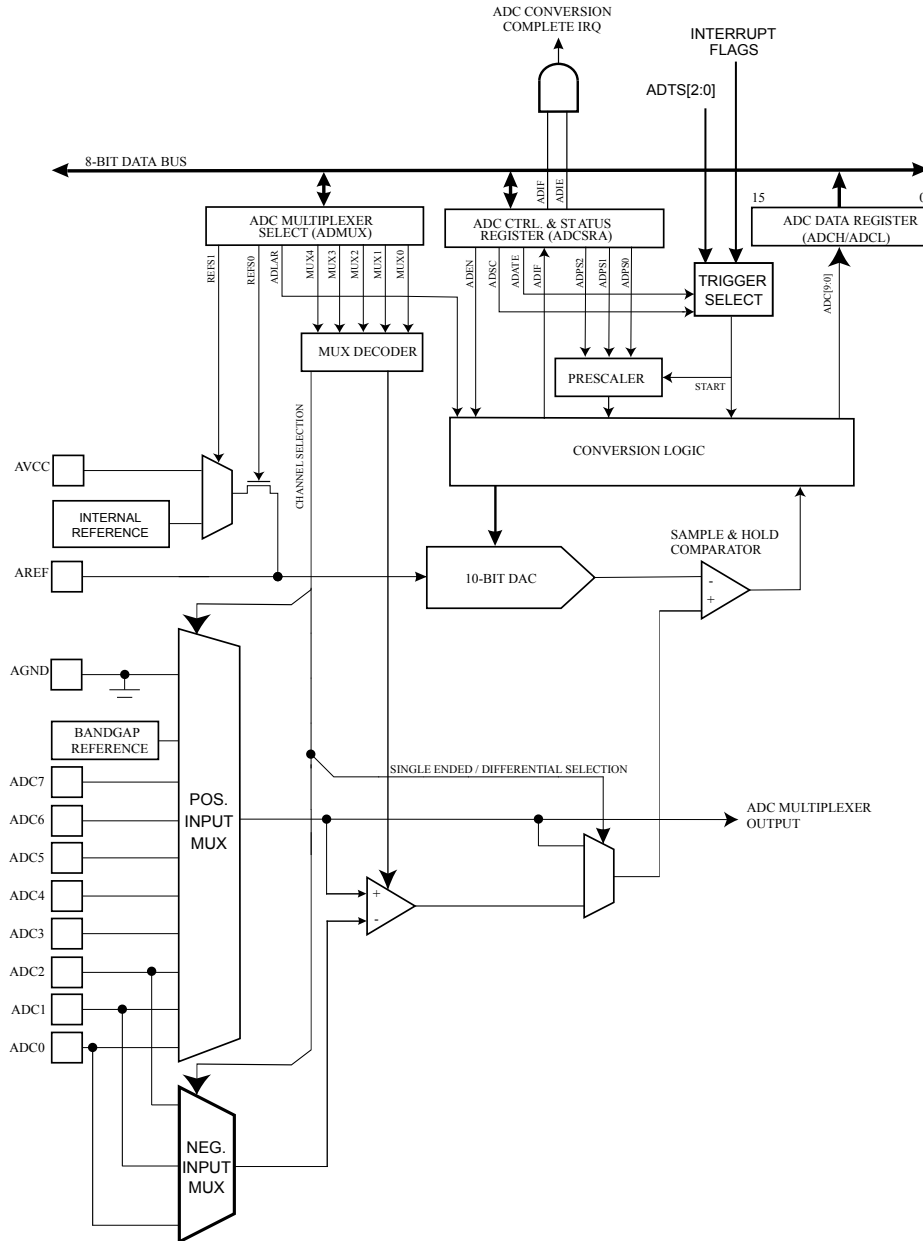 ADC CONVERSION
COMPLETE IRQ
INTERRUPT
FLAGS
ADTS[2:0]
8-BIT DATA BUS
ADIF
ADIE
15
0
ADC MULTIPLEXER
SELECT (ADMUX)
ADC CTRL. & STATUS
REGISTER (ADCSRA)
ADC DATA REGISTER
(ADCH/ADCL)
REFS1
REFS0
ADLAR
MUX4
MUX3
MUX2
MUX1
MUX0
ADEN
ADSC
ADATE
ADIF
ADPS2
ADPS1
ADPS0
TRIGGER
SELECT
ADC[9:0]
MUX DECODER
PRESCALER
START
CHANNEL SELECTION
CONVERSION LOGIC
AVCC
INTERNAL
REFERENCE
AREF
10-BIT DAC
SAMPLE & HOLD
COMPARATOR
-
+
AGND
BANDGAP
REFERENCE
SINGLE ENDED / DIFFERENTIAL SELECTION
ADC7
ADC6
ADC5
ADC4
ADC3
ADC2
ADC1
ADC0
POS.
INPUT
MUX
ADC MULTIPLEXER
OUTPUT
+
-
NEG.
INPUT
MUX